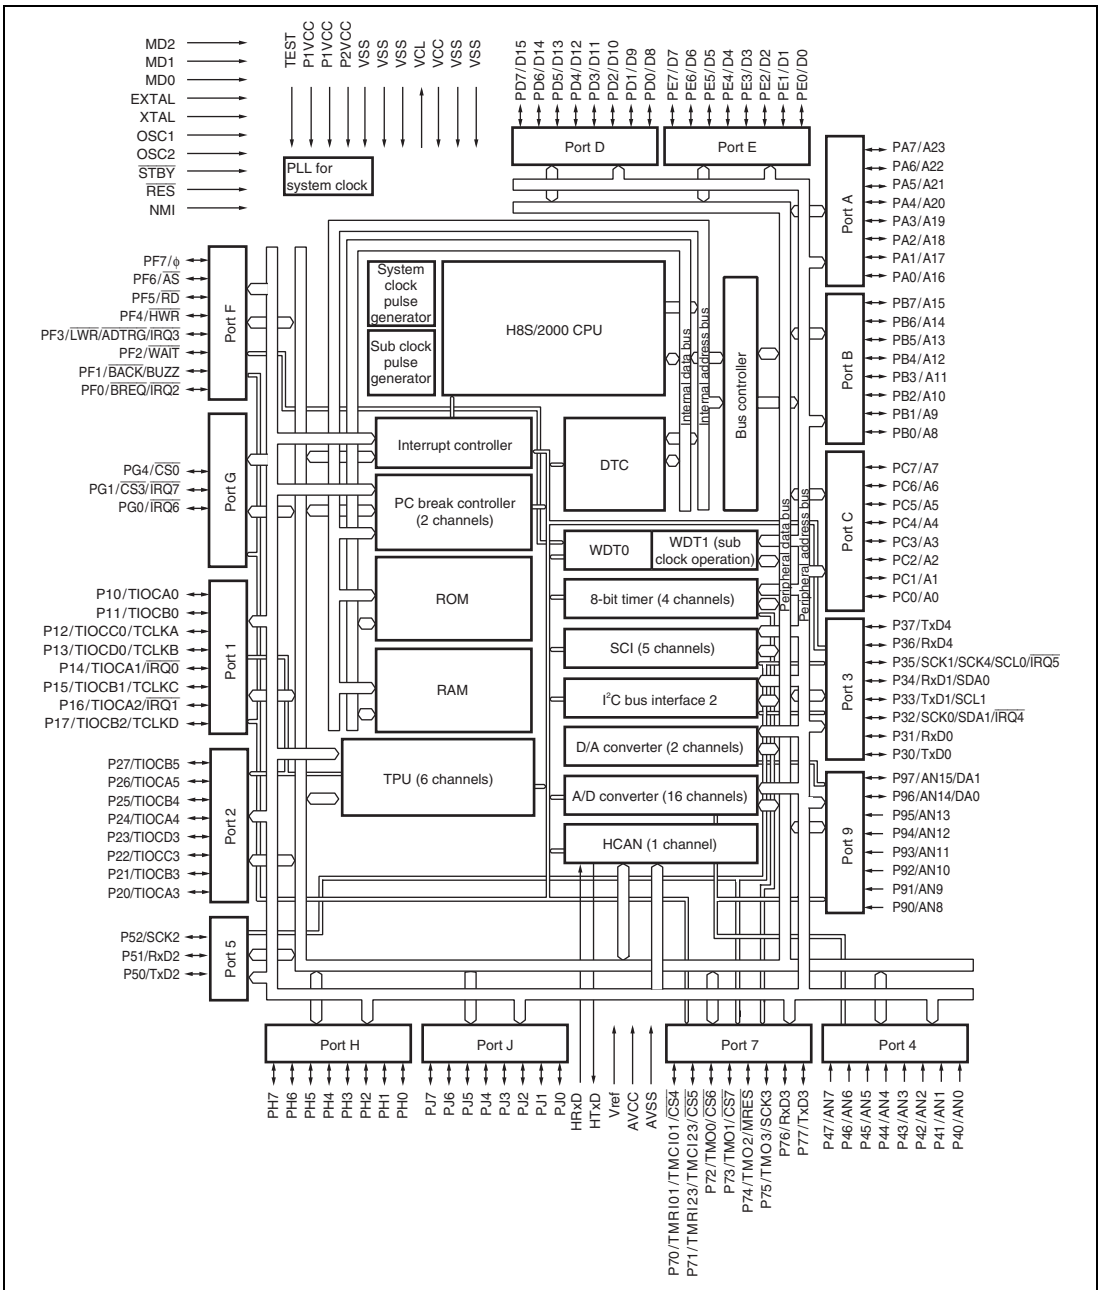 MD2
MD1
MD0
EXTAL
XTAL
OSC1
OSC2
STBY
RES
NMI
TEST
P1VCC
P1VCC
P2VCC
VSS
VSS
VSS
VCL
VCC
VSS
VSS
PLL for
system clock
PD7/D15
PD6/D14
PD5/D13
PD4/D12
PD3/D11
PD2/D10
PD1/D9
PD0/D8
PE7/D7
PE6/D6
PE5/D5
PE4/D4
PE3/D3
PE2/D2
PE1/D1
PE0/D0
Port D
Port E
Port A
PA7/A23
PA6/A22
PA5/A21
PA4/A20
PA3/A19
PA2/A18
PA1/A17
PA0/A16
PF7/ϕ
PF6/AS
PF5/RD
PF4/HWR
PF3/LWR/ADTRG/IRQ3
PF2/WAIT
PF1/BACK/BUZZ
PF0/BREQ/IRQ2
Port F
System
clock
pulse
generator
Sub clock
pulse
generator
H8S/2000 CPU
Internal data bus
Internal address bus
Bus controller
Port B
PB7/A15
PB6/A14
PB5/A13
PB4/A12
PB3/A11
PB2/A10
PB1/A9
PB0/A8
PG4/CS0
PG1/CS3/IRQ7
PG0/IRQ6
Port G
Interrupt controller
PC break controller
(2 channels)
DTC
Peripheral data bus
Peripheral address bus
Port C
PC7/A7
PC6/A6
PC5/A5
PC4/A4
PC3/A3
PC2/A2
PC1/A1
PC0/A0
WDT0
WDT1 (sub
clock operation)
P10/TIOCA0
P11/TIOCB0
P12/TIOCC0/TCLKA
P13/TIOCD0/TCLKB
P14/TIOCA1/IRQ0
P15/TIOCB1/TCLKC
P16/TIOCA2/IRQ1
P17/TIOCB2/TCLKD
Port 1
ROM
RAM
8-bit timer (4 channels)
SCI (5 channels)
I²C bus interface 2
D/A converter (2 channels)
A/D converter (16 channels)
HCAN (1 channel)
Port 3
P37/TxD4
P36/RxD4
P35/SCK1/SCK4/SCL0/IRQ5
P34/RxD1/SDA0
P33/TxD1/SCL1
P32/SCK0/SDA1/IRQ4
P31/RxD0
P30/TxD0
P27/TIOCB5
P26/TIOCA5
P25/TIOCB4
P24/TIOCA4
P23/TIOCD3
P22/TIOCC3
P21/TIOCB3
P20/TIOCA3
Port 2
TPU (6 channels)
Port 9
P97/AN15/DA1
P96/AN14/DA0
P95/AN13
P94/AN12
P93/AN11
P92/AN10
P91/AN9
P90/AN8
P52/SCK2
P51/RxD2
P50/TxD2
Port 5
Port H
Port J
Port 7
Port 4
PH7
PH6
PH5
PH4
PH3
PH2
PH1
PH0
PJ7
PJ6
PJ5
PJ4
PJ3
PJ2
PJ1
PJ0
HRxD
HTxD
Vref
AVCC
AVSS
P70/TMRI01/TMCI01/CS4
P71/TMRI23/TMCI23/CS5
P72/TMO0/CS6
P73/TMO1/CS7
P74/TMO2/MRES
P75/TMO3/SCK3
P76/RxD3
P77/TxD3
P47/AN7
P46/AN6
P45/AN5
P44/AN4
P43/AN3
P42/AN2
P41/AN1
P40/AN0